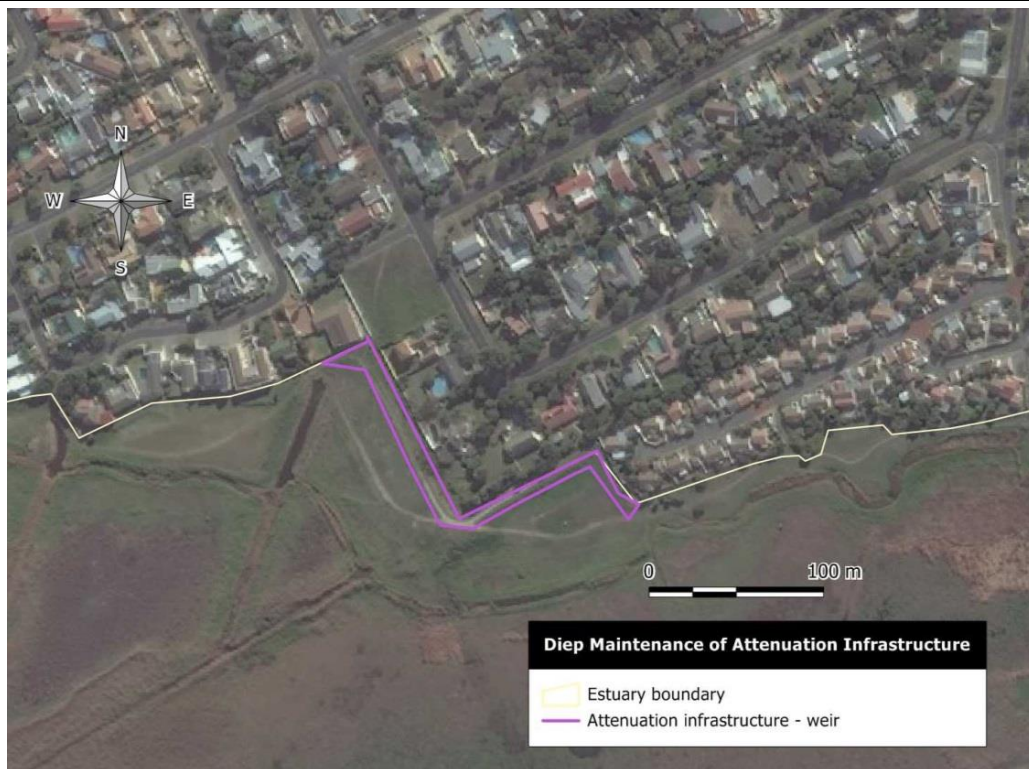 N
W E
S
0 100 m
Diep Maintenance of Attenuation Infrastructure
Estuary boundary
Attenuation infrastructure - weir